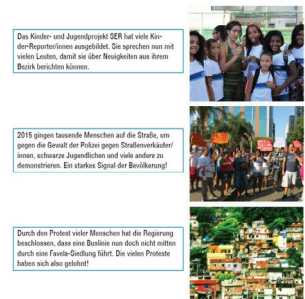 Das Kinder- und Jugendprojekt SER hat viele Kin-
der-Reporter/innen ausgebildet. Sie sprechen nun mit
vielen Leuten, damit sie über Neuigkeiten aus ihrem
Bezirk berichten können.
2015 gingen tausende Menschen auf die Straße, um
gegen die Gewalt der Polizei gegen Straßenverkäufer/
innen, schwarze Jugendlichen und viele andere zu
demonstrieren. Ein starkes Signal der Bevölkerung!
Durch den Protest vieler Menschen hat die Regierung
beschlossen, dass eine Buslinie nun doch nicht mitten
durch eine Favela-Siedlung führt. Die vielen Proteste
haben sich also gelohnt!